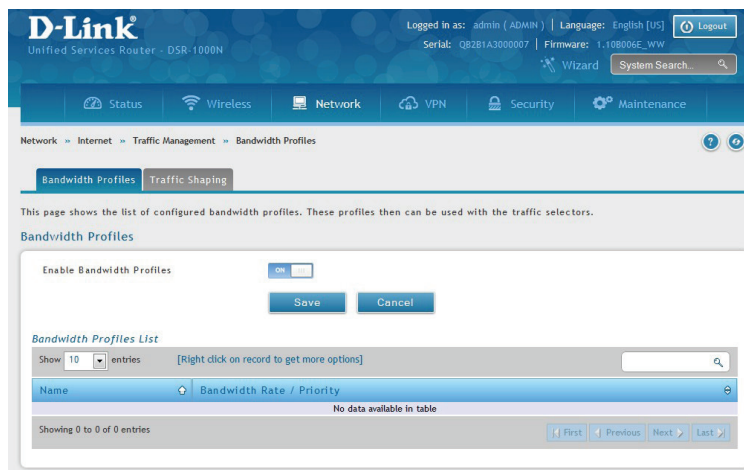 D-Link®
Unified Services Router - DSR-1000N
Logged in as: admin ( ADMIN ) | Language: English [US]
Logout
Serial: QB2B1A3000007 | Firmware: 1.10B006E_WW
Wizard
System Search...
Status
Wireless
Network
VPN
Security
Maintenance
Network » Internet » Traffic Management » Bandwidth Profiles
?
Bandwidth Profiles
Traffic Shaping
This page shows the list of configured bandwidth profiles. These profiles then can be used with the traffic selectors.
Bandwidth Profiles
Enable Bandwidth Profiles
ON
Save
Cancel
Bandwidth Profiles List
Show 10 entries
[Right click on record to get more options]
Name
Bandwidth Rate / Priority
No data available in table
Showing 0 to 0 of 0 entries
First
Previous
Next
Last